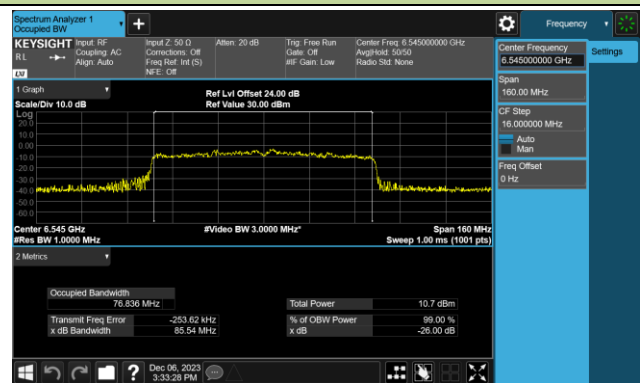 Spectrum Analyzer 1
Occupied BW
+
Frequency
KEYSIGHT
RL
LXI
Input: RF
Coupling: AC
Align: Auto
Input Z: 50 Ω
Corrections: Off
Freq Ref: Int (S)
NFE: Off
Atten: 20 dB
Trig: Free Run
Gate: Off
#IF Gain: Low
Center Freq: 6.545000000 GHz
Avg|Hold: 50/50
Radio Std: None
Center Frequency
6.545000000 GHz
Settings
Span
160.00 MHz
CF Step
16.000000 MHz
Auto
Man
Freq Offset
0 Hz
1 Graph
Scale/Div 10.0 dB
Ref Lvl Offset 24.00 dB
Ref Value 30.00 dBm
Log
20.0
10.0
0.00
-10.0
-20.0
-30.0
-40.0
-50.0
-60.0
Center 6.545 GHz
#Video BW 3.0000 MHz*
Span 160 MHz
#Res BW 1.0000 MHz
Sweep 1.00 ms (1001 pts)
2 Metrics
Occupied Bandwidth
76.836 MHz
Total Power 10.7 dBm
Transmit Freq Error -253.62 kHz
% of OBW Power 99.00 %
x dB Bandwidth 85.54 MHz
x dB -26.00 dB
?
Dec 06, 2023
3:33:28 PM